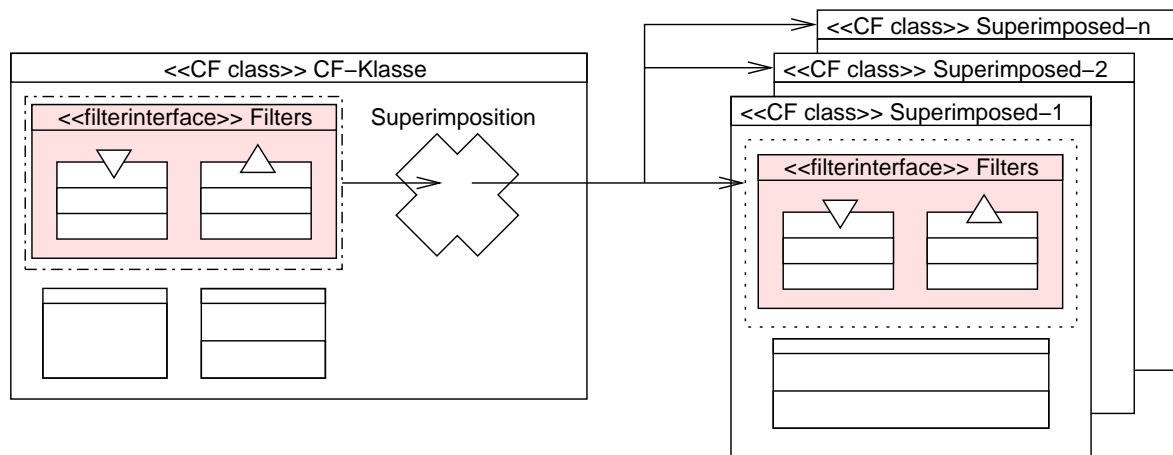 <<CF class>> CF−Klasse
<<filterinterface>> Filters
Superimposition
<<CF class>> Superimposed−n
<<CF class>> Superimposed−2
<<CF class>> Superimposed−1
<<filterinterface>> Filters